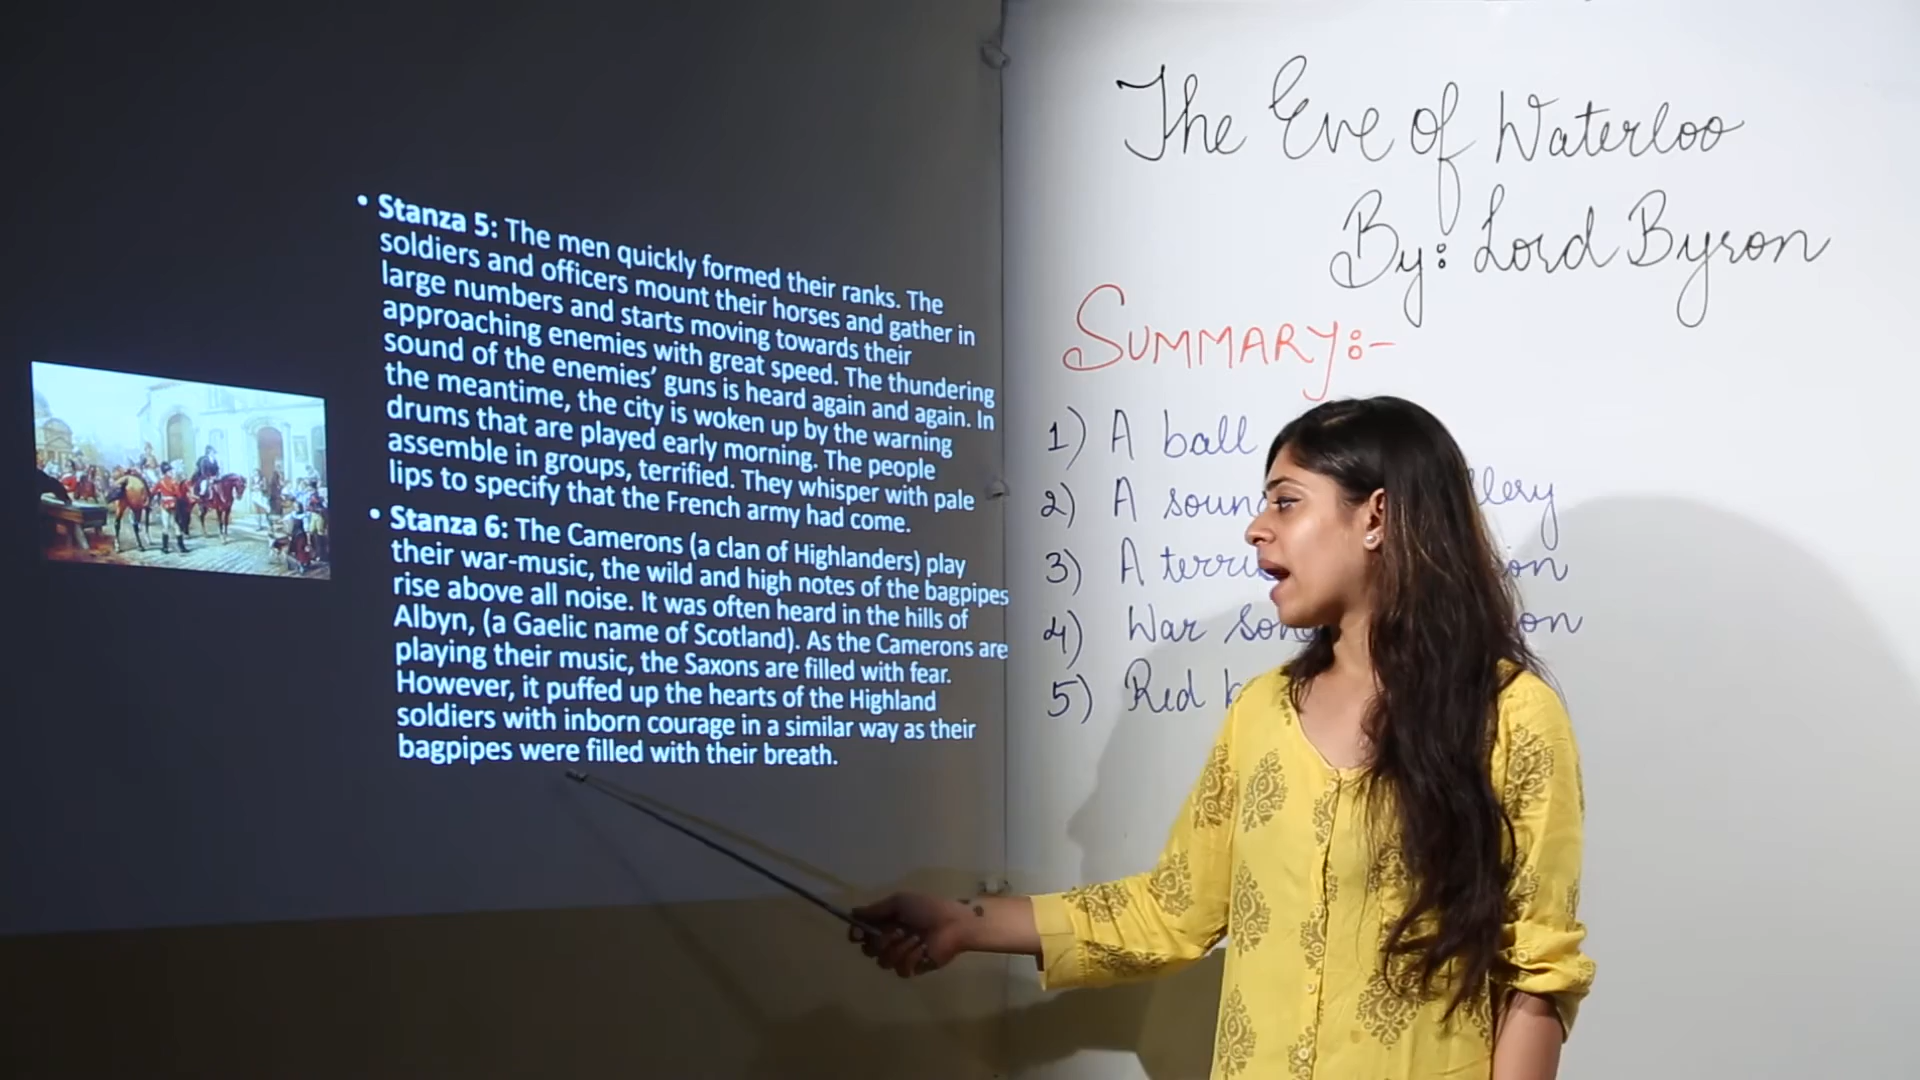 • Stanza 5: The men quickly formed their ranks. The
soldiers and officers mount their horses and gather in
large numbers and starts moving towards their
approaching enemies with great speed. The thundering
sound of the enemies’ guns is heard again and again. In
the meantime, the city is woken up by the warning
drums that are played early morning. The people
assemble in groups, terrified. They whisper with pale
lips to specify that the French army had come.
• Stanza 6: The Camerons (a clan of Highlanders) play
their war-music, the wild and high notes of the bagpipes
rise above all noise. It was often heard in the hills of
Albyn, (a Gaelic name of Scotland). As the Camerons are
playing their music, the Saxons are filled with fear.
However, it puffed up the hearts of the Highland
soldiers with inborn courage in a similar way as their
bagpipes were filled with their breath.
The Eve of Waterloo
By: Lord Byron
SUMMARY:-
1) A ball
2) A
3) A
4) War
5) Red